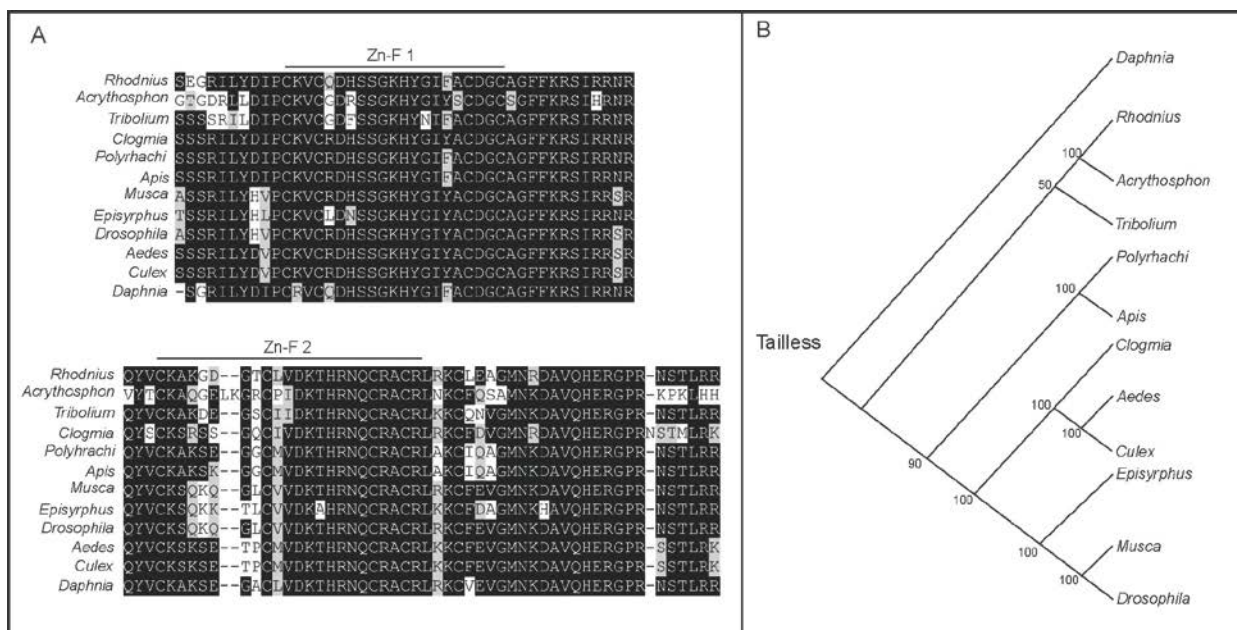 A
Zn-F 1
Rhodnius SEGRILYDIPCKVCQDHSSGKHYGIFACDGCAGFFKRSIRRNR
Acrythosphon GTGDRLLDIPCKVCGDRSSGKHYGIYSCDGCSGFFKRSIHRNR
Tribolium SSSSRILDIPCKVCGDFSSGKHYNIFACDGCAGFFKRSIRRNR
Clogmia SSSRILYDIPCKVCRDHSSGKHYGIYACDGCAGFFKRSIRRNR
Polyrhachi SSSRILYDIPCKVCRDHSSGKHYGIFACDGCAGFFKRSIRRNR
Apis SSSRILYDIPCKVCRDHSSGKHYGIFACDGCAGFFKRSIRRNR
Musca ASSRILYHVPCKVCRDHSSGKHYGIYACDGCAGFFKRSIRRSR
Episyrphus TSSRILYHLPCKVCLDNSSGKHYGIYACDGCAGFFKRSIRRNR
Drosophila ASSRILYHVPCKVCRDHSSGKHYGIYACDGCAGFFKRSIRRSR
Aedes SSSRILYDVPCKVCRDHSSGKHYGIYACDGCAGFFKRSIRRSR
Culex SSSRILYDVPCKVCRDHSSGKHYGIYACDGCAGFFKRSIRRSR
Daphnia -SGRILYDIPCRVCQDHSSGKHYGIFACDGCAGFFKRSIRRNR
Zn-F 2
Rhodnius QYVCKAKGD--GTCLVDKTHRNQCRACRLRKCLEAGMNRDAVQHERGPR-NSTLRR
Acrythosphon VYTCKAQGELKGRCPIDKTHRNQCRACRLNKCFQSAMNKDAVQHERGPR-KPKLHH
Tribolium QYVCKAKDE--GSCIIDKTHRNQCRACRLKKCQNVGMNKDAVQHERGPR-NSTLRR
Clogmia QYSCKSRSS--GQCIVDKTHRNQCRACRLRKCFDVGMNRDAVQHERGPRNSTMLRK
Polyhrachi QYVCKAKSE--GGCMVDKTHRNQCRACRLAKCIQAGMNKDAVQHERGPR-NSTLRR
Apis QYVCKAKSK--GGCMVDKTHRNQCRACRLAKCIQAGMNKDAVQHERGPR-NSTLRR
Musca QYVCKSQKQ--GLCVVDKTHRNQCRACRLRKCFEVGMNKDAVQHERGPR-NSTLRR
Episyrphus QYVCKSQKK--TLCVVDKAHRNQCRACRLKKCFDAGMNKHAVQHERGPR-NSTLRR
Drosophila QYVCKSQKQ--GLCVVDKTHRNQCRACRLRKCFEVGMNKDAVQHERGPR-NSTLRR
Aedes QYVCKSKSE--TPCMVDKTHRNQCRACRLKKCFEVGMNKDAVQHERGPR-SSTLRK
Culex QYVCKSKSE--TPCMVDKTHRNQCRACRLKKCFEVGMNKDAVQHERGPR-SSTLRK
Daphnia QYVCKAKSE--GACLVDKTHRNQCRACRLRKCVEVGMNKDAVQHERGPR-NSTLRR
B
Daphnia
Rhodnius
100
Acrythosphon
50
Tribolium
Polyrhachi
100
Apis
Tailless
Clogmia
100
Aedes
100
Culex
90
Episyrphus
100
Musca
100
100
Drosophila